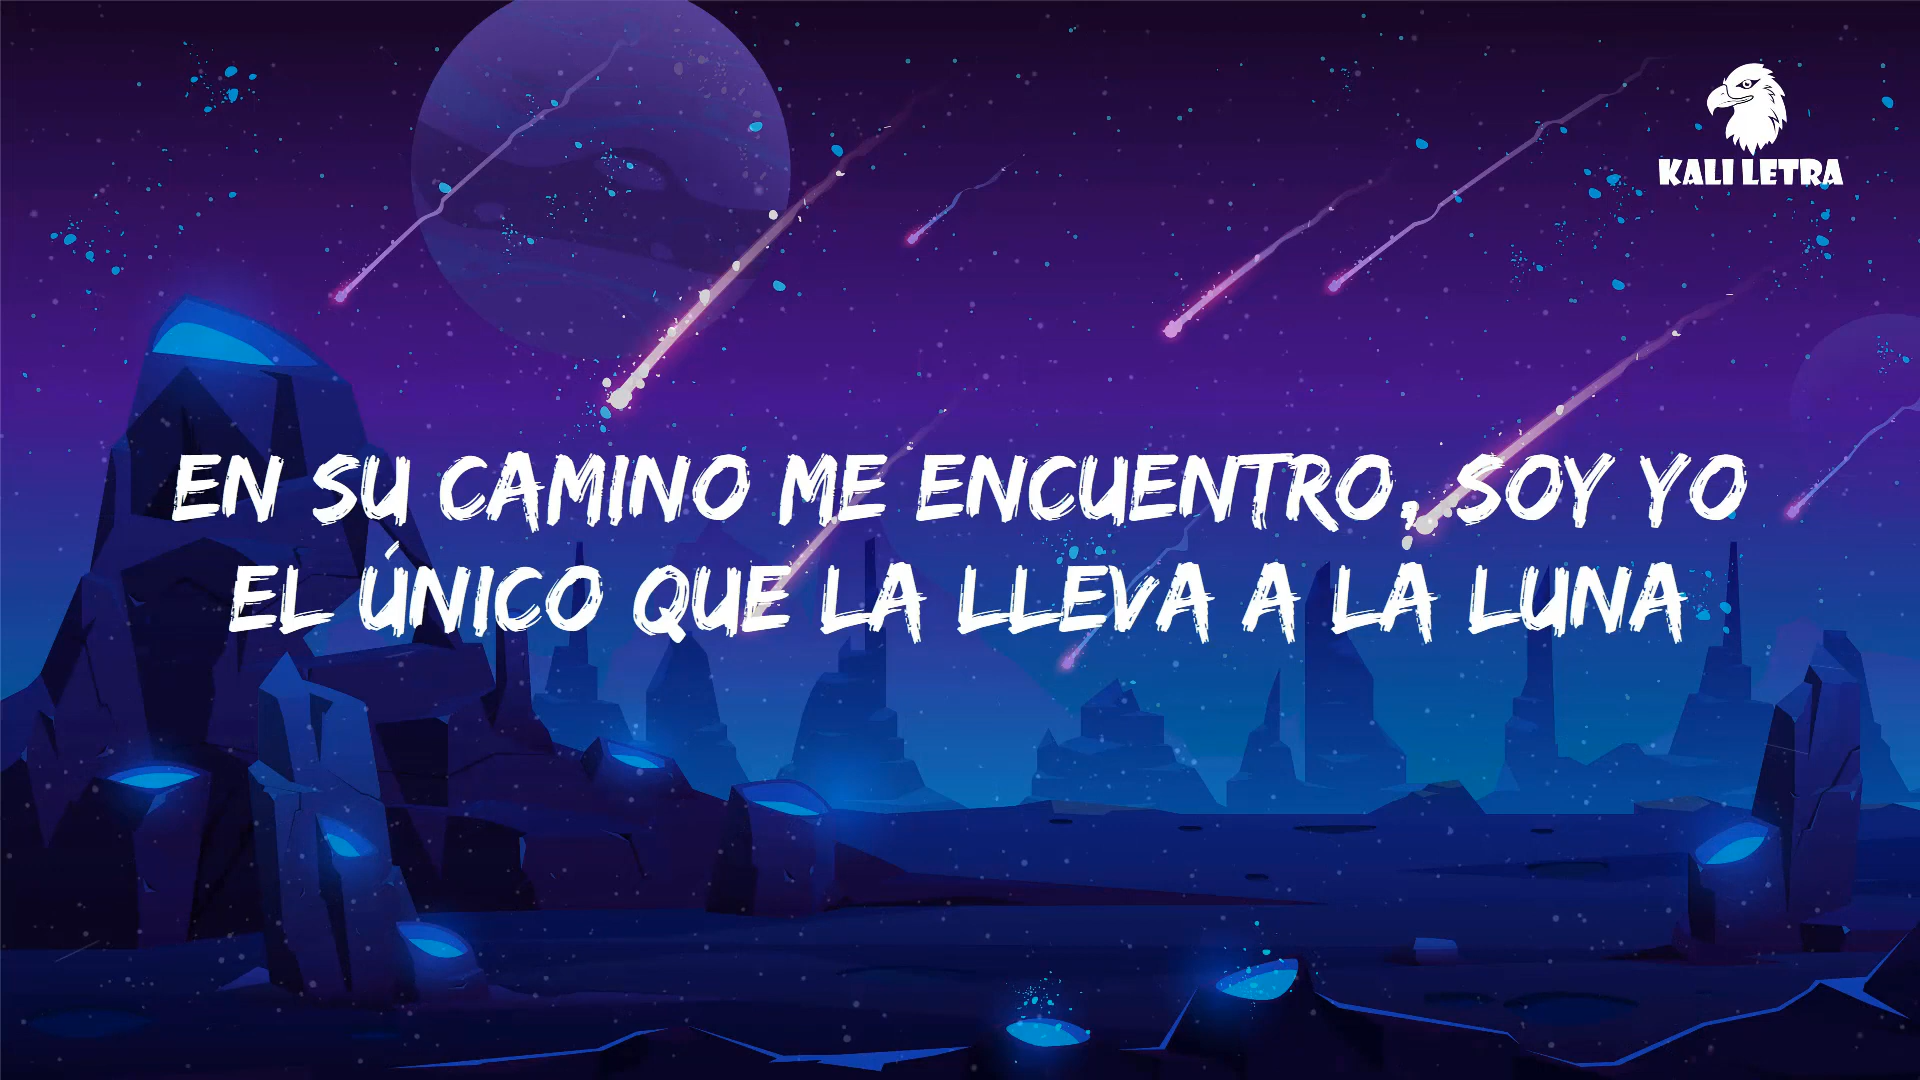 KALI LETRA
EN SU CAMINO ME ENCUENTRO, SOY YO
EL ÚNICO QUE LA LLEVA A LA LUNA